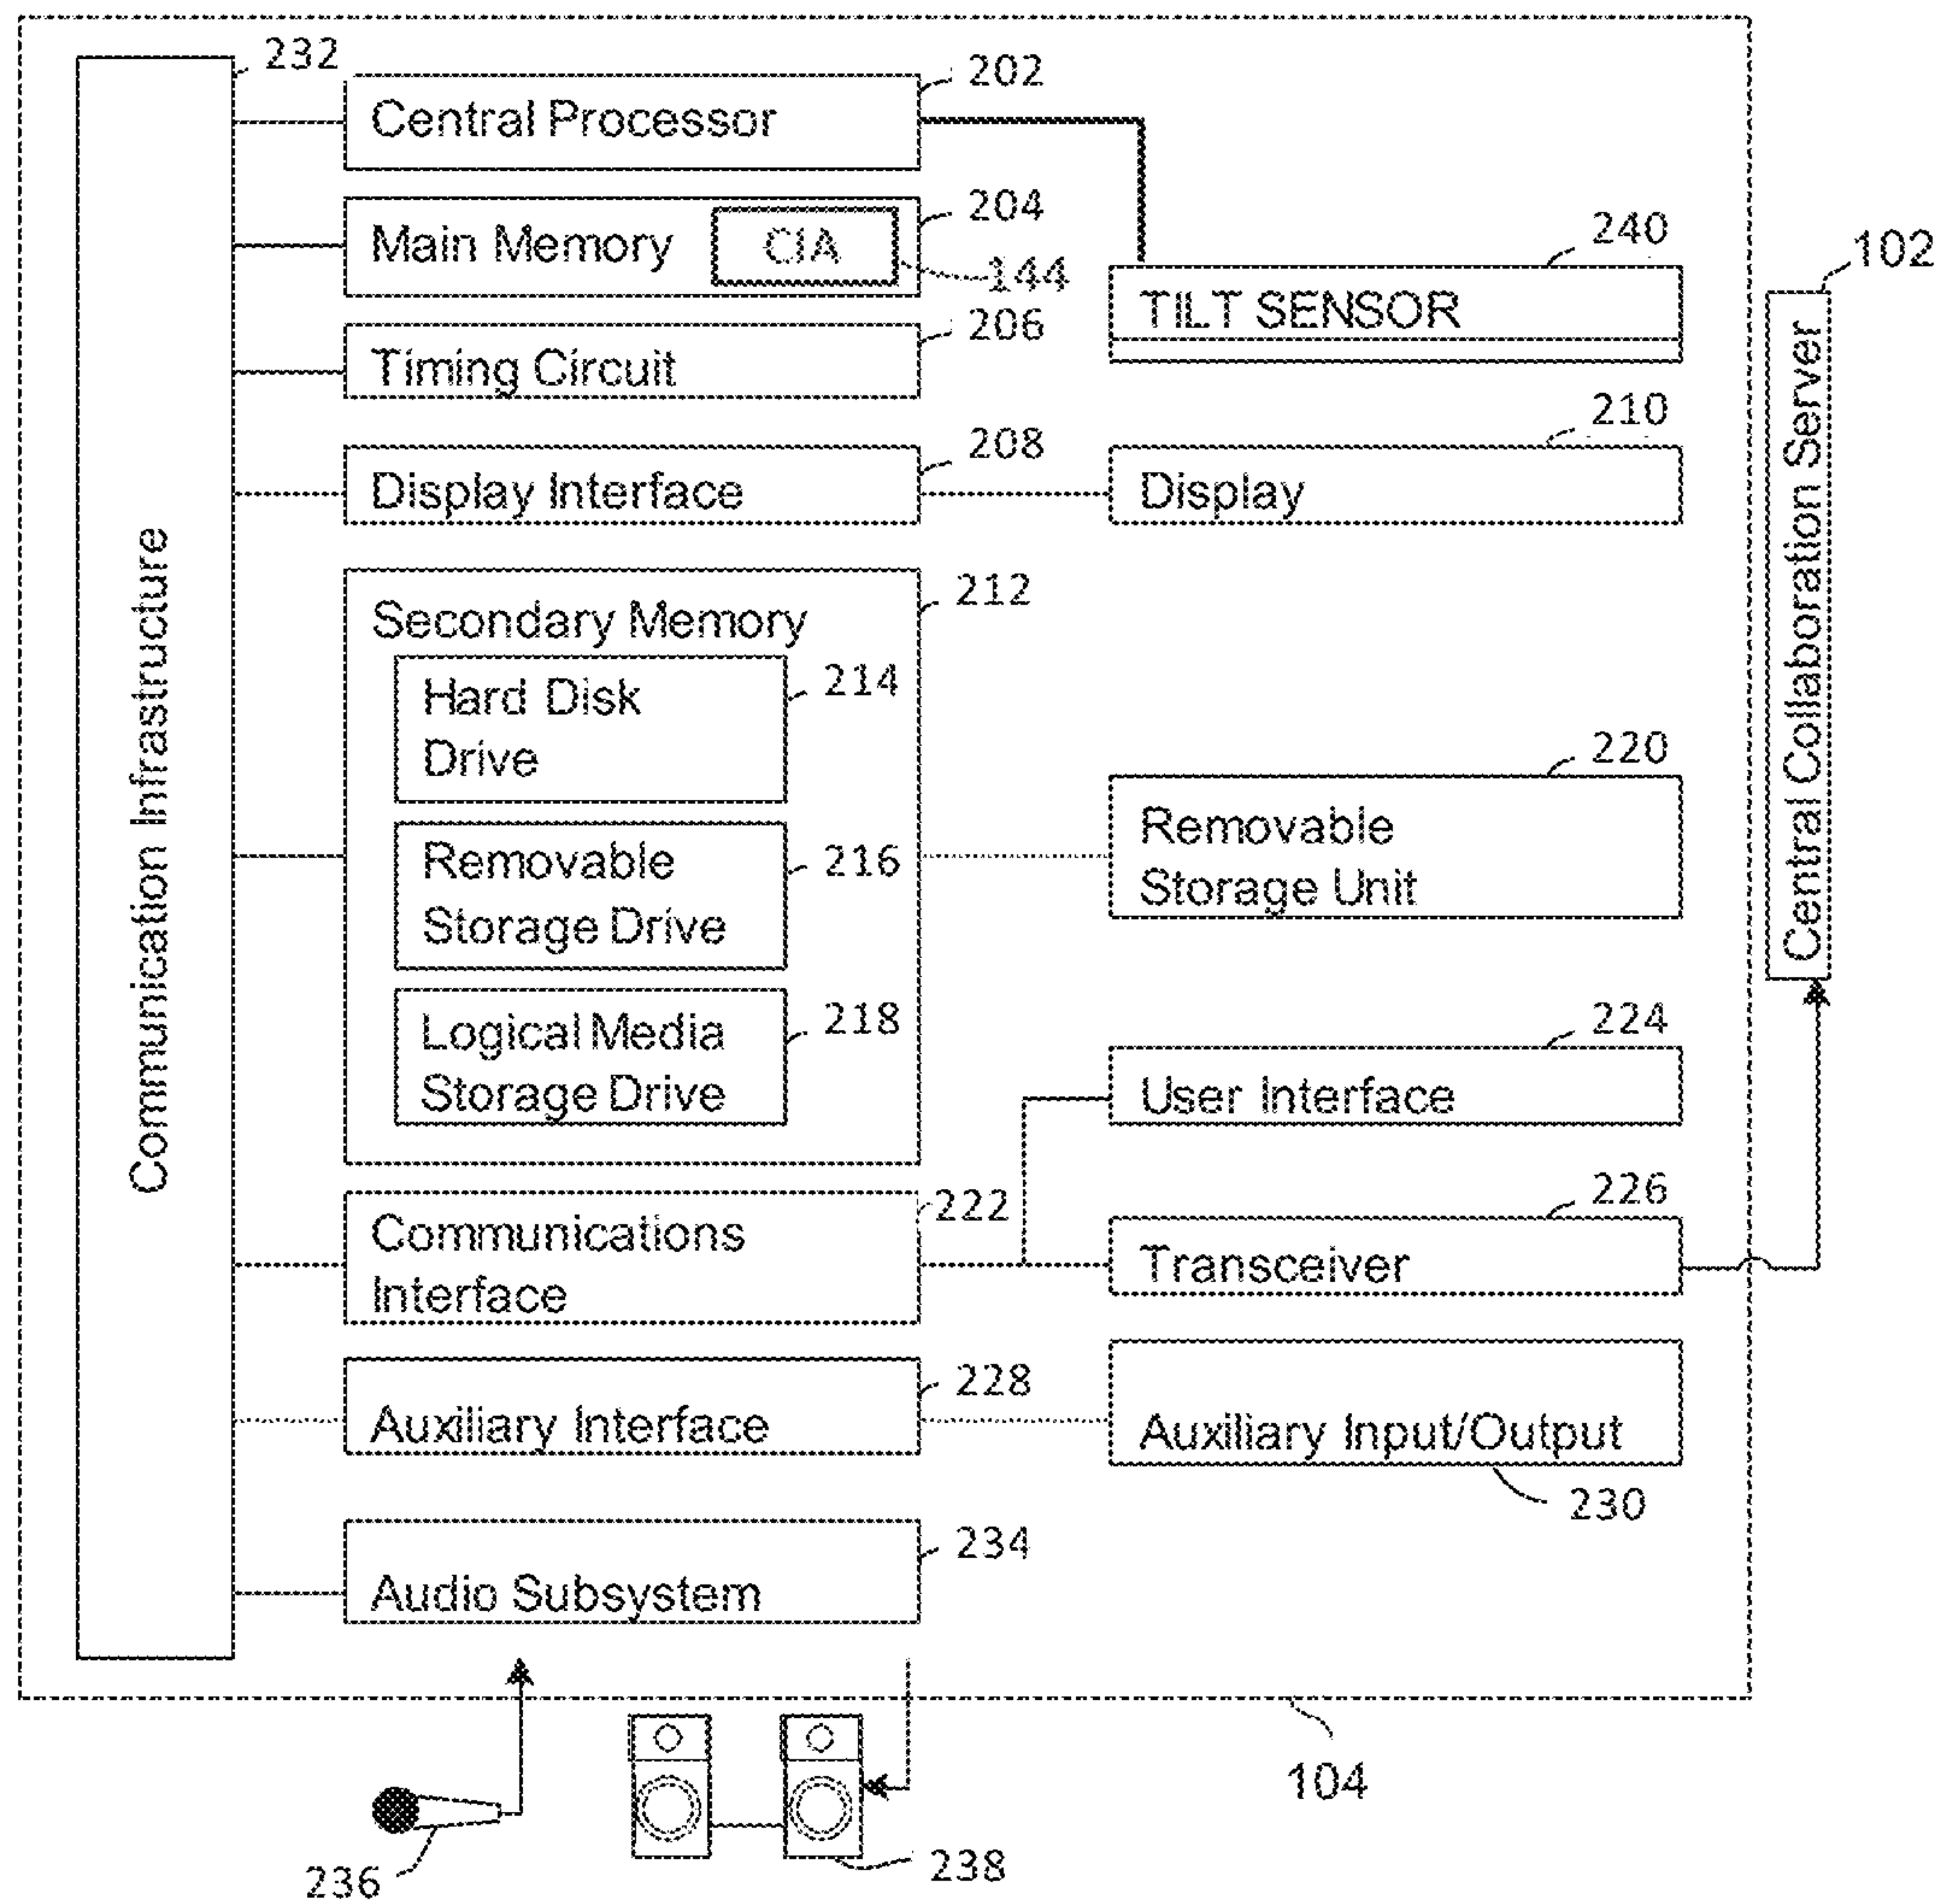 232
202
Central Processor
204
Main Memory
CIA
144
240
102
TILT SENSOR
206
Timing Circuit
210
208
Display Interface
Display
Central Collaboration Server
Communication Infrastructure
212
Secondary Memory
214
Hard Disk
Drive
220
216
Removable
Storage Drive
Removable
Storage Unit
218
Logical Media
Storage Drive
224
User Interface
222
226
Communications
Interface
Transceiver
228
Auxiliary Interface
Auxiliary Input/Output
230
234
Audio Subsystem
104
236
238